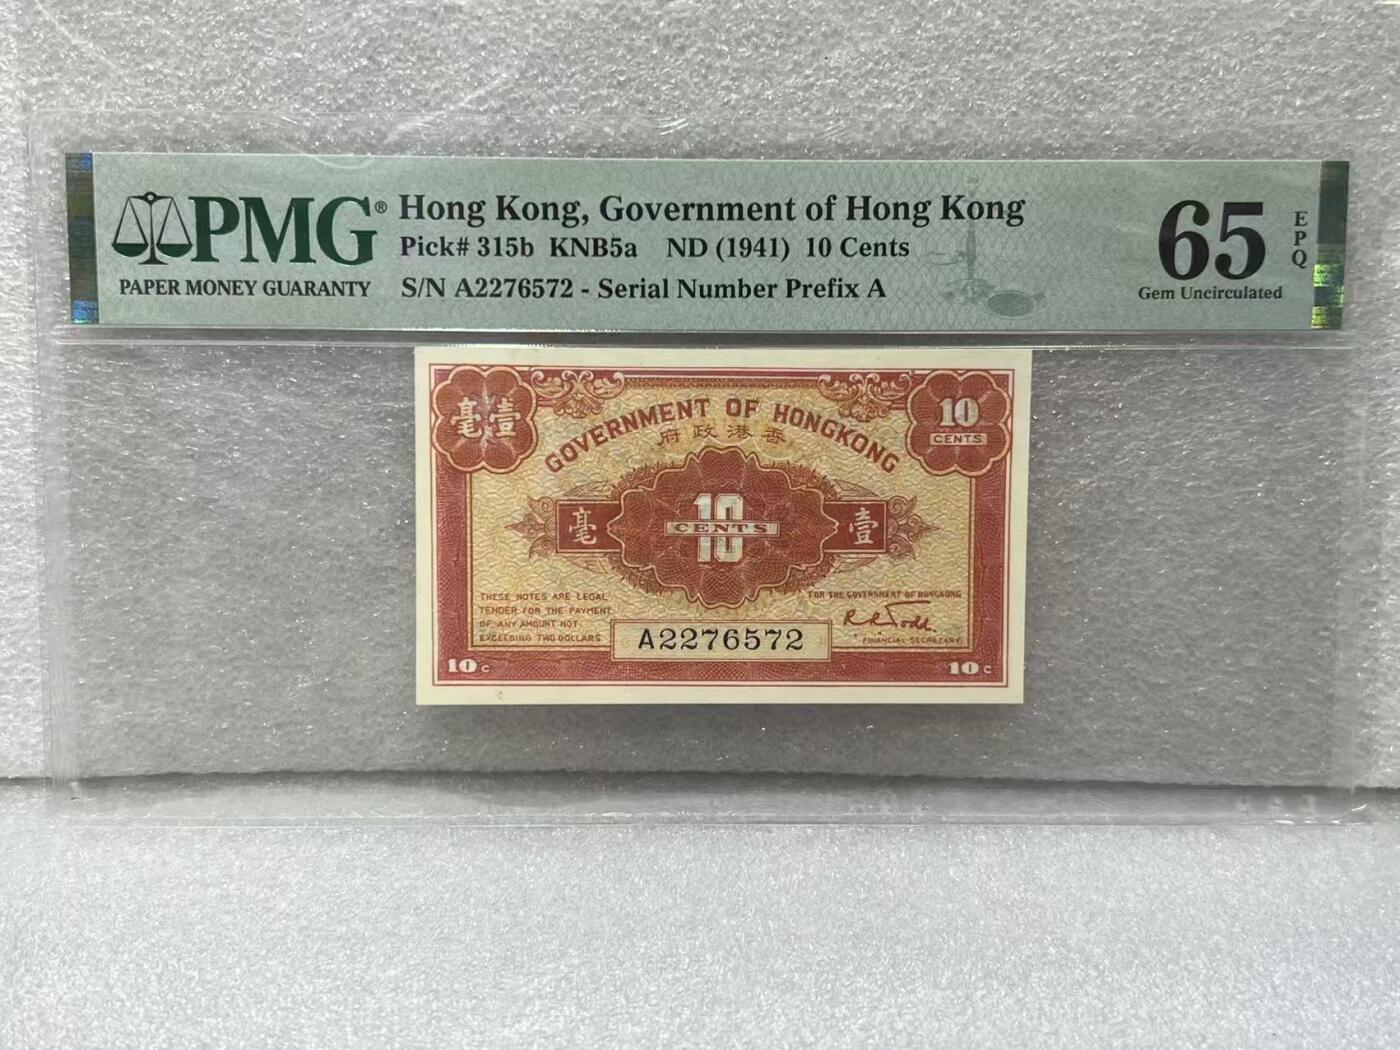 PMG®
PAPER MONEY GUARANTY
Hong Kong, Government of Hong Kong
Pick# 315b KNB5a ND (1941) 10 Cents
S/N A2276572 - Serial Number Prefix A
65
EPQ
Gem Uncirculated
毫壹
10
CENTS
GOVERNMENT OF HONGKONG
府政港香
毫
10
CENTS
壹
THESE NOTES ARE LEGAL
TENDER FOR THE PAYMENT
OF ANY AMOUNT NOT
EXCEEDING TWO DOLLARS
FOR THE GOVERNMENT OF HONGKONG
R R Todd.
FINANCIAL SECRETARY.
A2276572
10 C
10 C